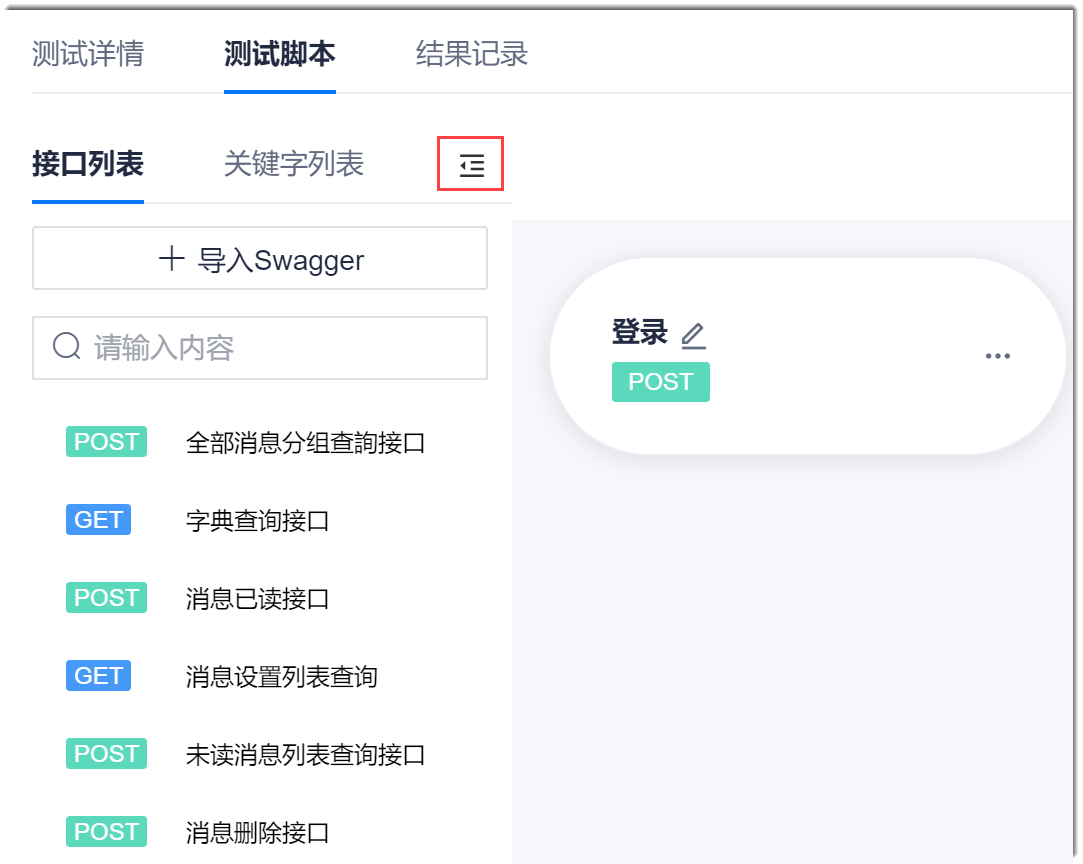 测试详情 测试脚本 结果记录
接口列表 关键字列表
导入Swagger
请输入内容
POST 全部消息分组查詢接口
GET 字典查询接口
POST 消息已读接口
GET 消息设置列表查询
POST 未读消息列表查询接口
POST 消息删除接口
登录
POST